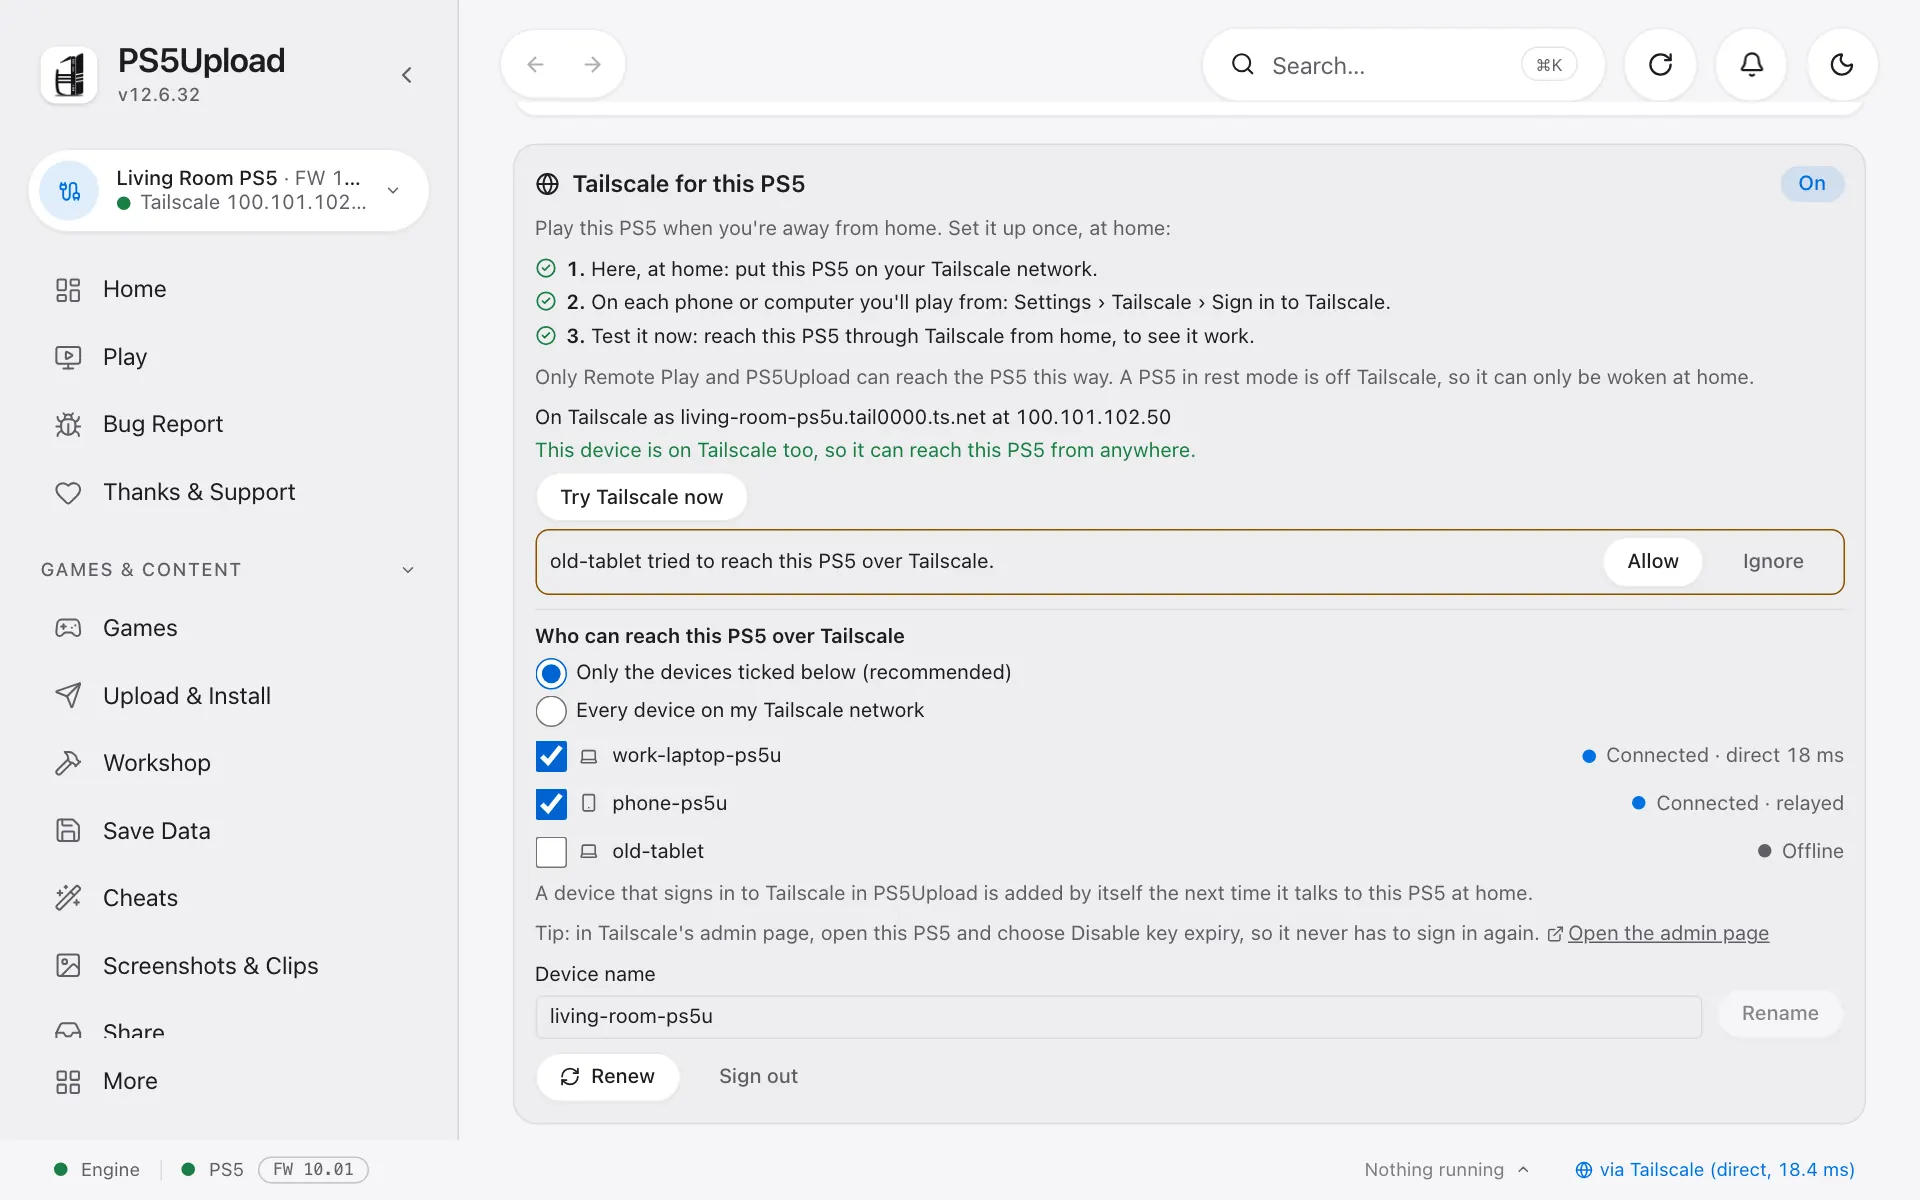 PS5Upload
v12.6.32
Living Room PS5 · FW 1...
Tailscale 100.101.102...
Home
Play
Bug Report
Thanks & Support
GAMES & CONTENT
Games
Upload & Install
Workshop
Save Data
Cheats
Screenshots & Clips
Share
More
Search...
⌘K
Tailscale for this PS5
On
Play this PS5 when you're away from home. Set it up once, at home:
1. Here, at home: put this PS5 on your Tailscale network.
2. On each phone or computer you'll play from: Settings › Tailscale › Sign in to Tailscale.
3. Test it now: reach this PS5 through Tailscale from home, to see it work.
Only Remote Play and PS5Upload can reach the PS5 this way. A PS5 in rest mode is off Tailscale, so it can only be woken at home.
On Tailscale as living-room-ps5u.tail0000.ts.net at 100.101.102.50
This device is on Tailscale too, so it can reach this PS5 from anywhere.
Try Tailscale now
old-tablet tried to reach this PS5 over Tailscale.
Allow
Ignore
Who can reach this PS5 over Tailscale
Only the devices ticked below (recommended)
Every device on my Tailscale network
work-laptop-ps5u
Connected · direct 18 ms
phone-ps5u
Connected · relayed
old-tablet
Offline
A device that signs in to Tailscale in PS5Upload is added by itself the next time it talks to this PS5 at home.
Tip: in Tailscale's admin page, open this PS5 and choose Disable key expiry, so it never has to sign in again. Open the admin page
Device name
living-room-ps5u
Rename
Renew
Sign out
Engine
PS5
FW 10.01
Nothing running
via Tailscale (direct, 18.4 ms)